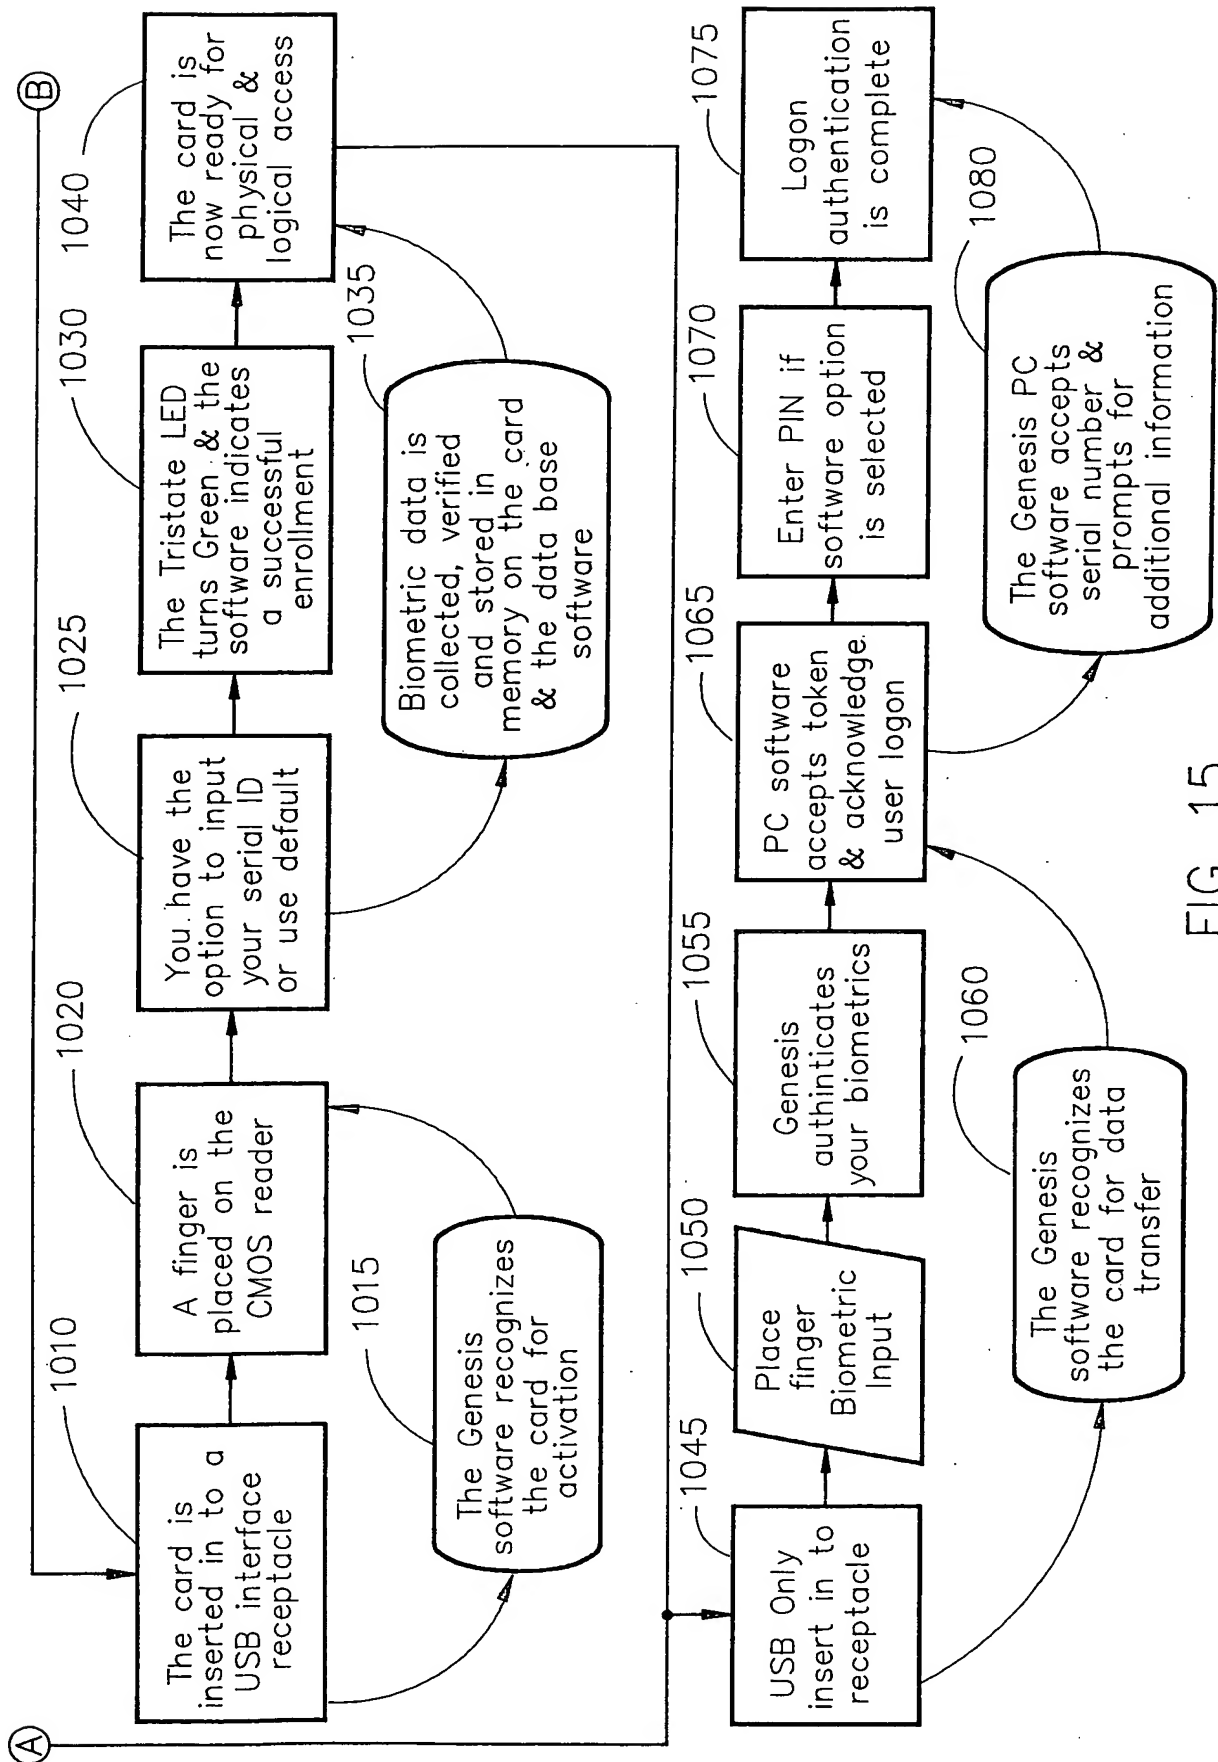 A
B
1010
The card is
inserted in to a
USB interface
receptacle
1015
The Genesis
software recognizes
the card for
activation
1020
A finger is
placed on the
CMOS reader
1025
You have the
option to input
your serial ID
or use default
1030
The Tristate LED
turns Green & the
software indicates
a successful
enrollment
1035
Biometric data is
collected, verified
and stored in
memory on the card
& the data base
software
1040
The card is
now ready for
physical &
logical access
1045
USB Only
insert in to
receptacle
1050
Place
finger
Biometric
Input
1055
Genesis
authinticates
your biometrics
1060
The Genesis
software recognizes
the card for data
transfer
1065
PC software
accepts token
& acknowledge
user logon
1070
Enter PIN if
software option
is selected
1075
Logon
authentication
is complete
1080
The Genesis PC
software accepts
serial number &
prompts for
additional information
FIG 15